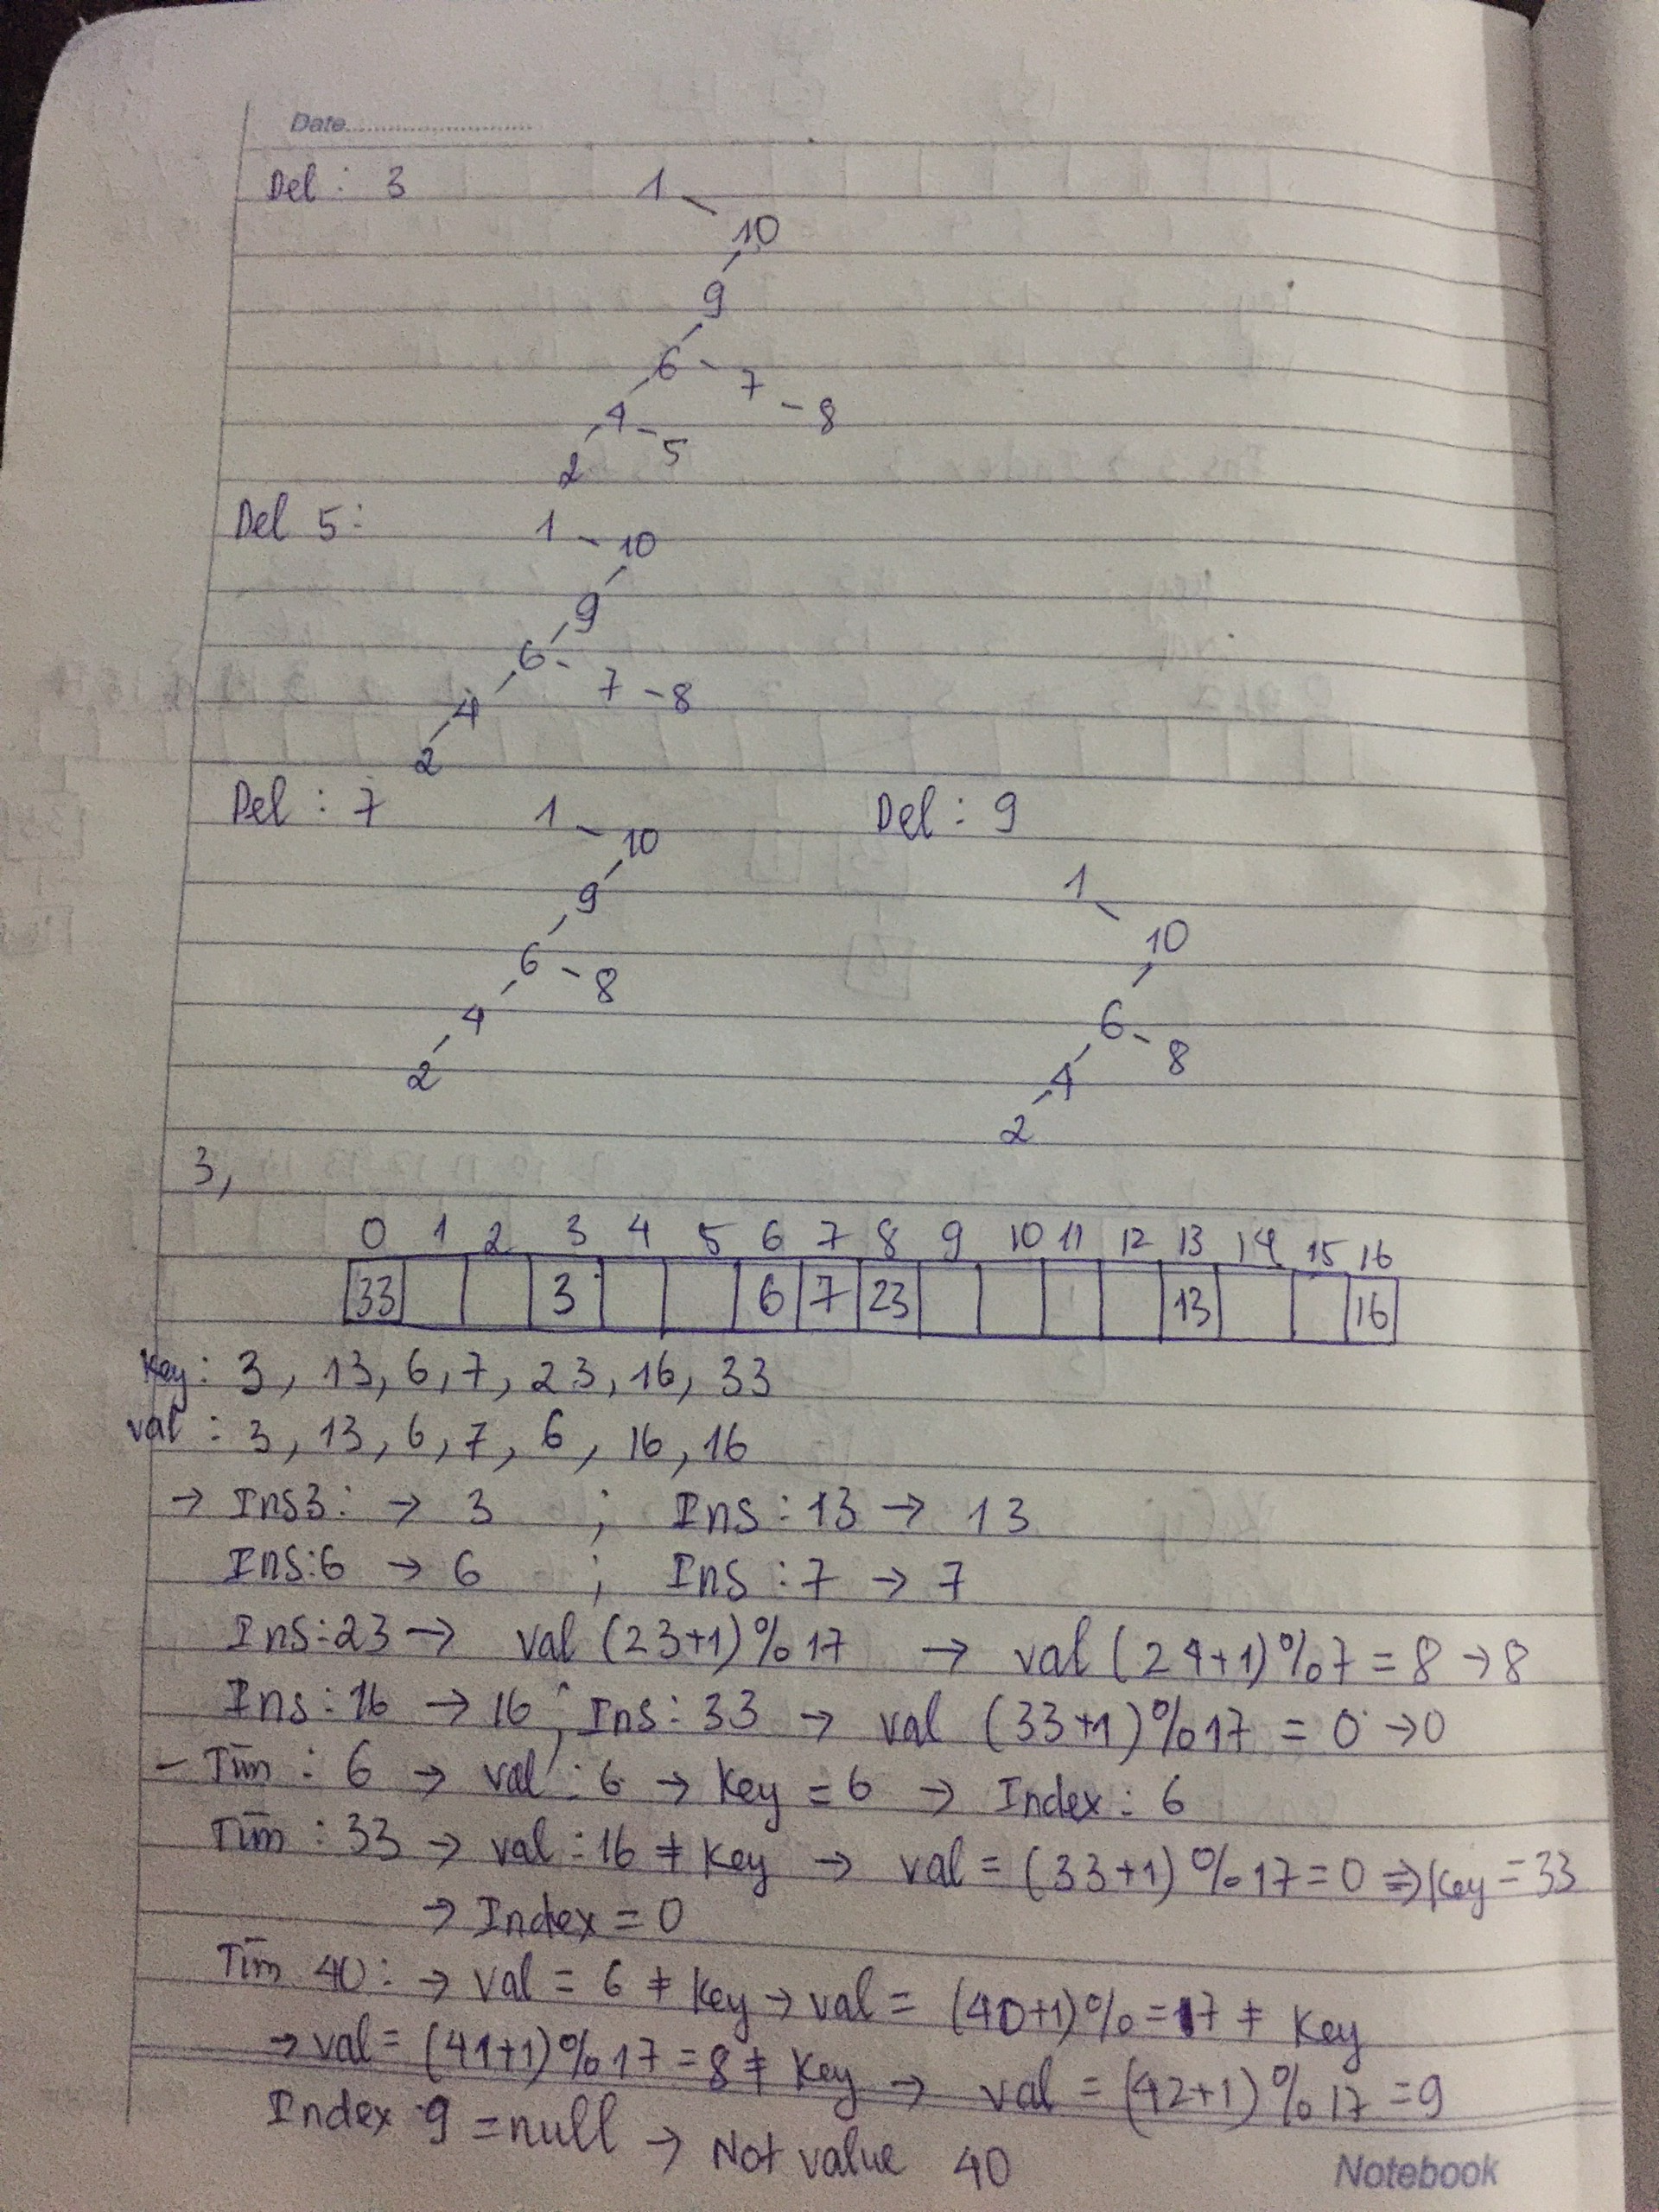 Date
Del : 3
1
10
9
6
7
4
8
5
2
Del 5 :
1
10
9
6
7
8
4
2
Del : 7
1
10
9
6
8
4
2
Del : 9
1
10
6
8
4
2
3,
0 1 2 3 4 5 6 7 8 9 10 11 12 13 14 15 16
33 3 6 7 23 13 16
Key : 3 , 13, 6, 7, 23, 16, 33
val : 3 , 13, 6, 7, 6 , 16 , 16
→ Ins3: → 3 ; Ins : 13 → 13
Ins:6 → 6 ; Ins : 7 → 7
Ins:23 → val (23+1)%17 → val (24+1)%7 = 8 → 8
Ins: 16 → 16 ; Ins: 33 → val (33+1)%17 = 0 → 0
- Tìm : 6 → val : 6 → Key = 6 → Index : 6
Tìm : 33 → val : 16 ≠ Key → val = (33+1)%17 = 0 ⇒ Key = 33
→ Index = 0
Tìm 40: → val = 6 ≠ Key → val = (40+1)%=17 ≠ Key
→ val = (41+1)%17 = 8 ≠ Key → val = (42+1)%17 = 9
Index 9 = null → Not value 40
Notebook